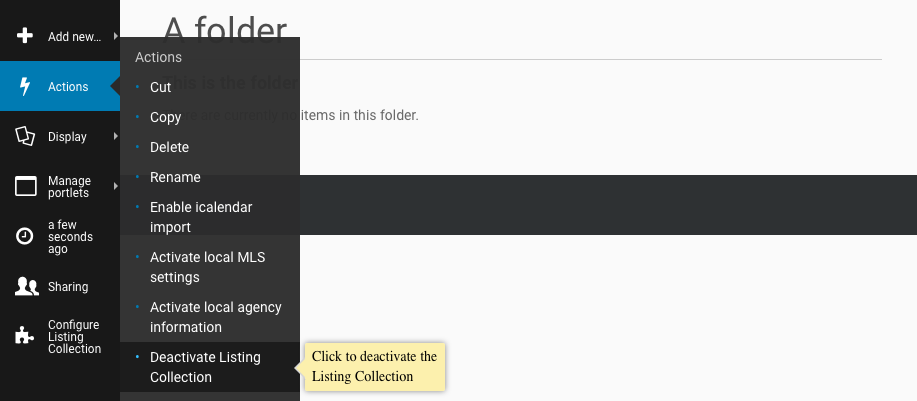 Add new...
Actions
Display
Manage
portlets
a few
seconds
ago
Sharing
Configure
Listing
Collection
Actions
Cut
Copy
Delete
Rename
Enable icalendar
import
Activate local MLS
settings
Activate local agency
information
Deactivate Listing
Collection
A folder
This is the folder
There are currently no items in this folder.
Click to deactivate the
Listing Collection